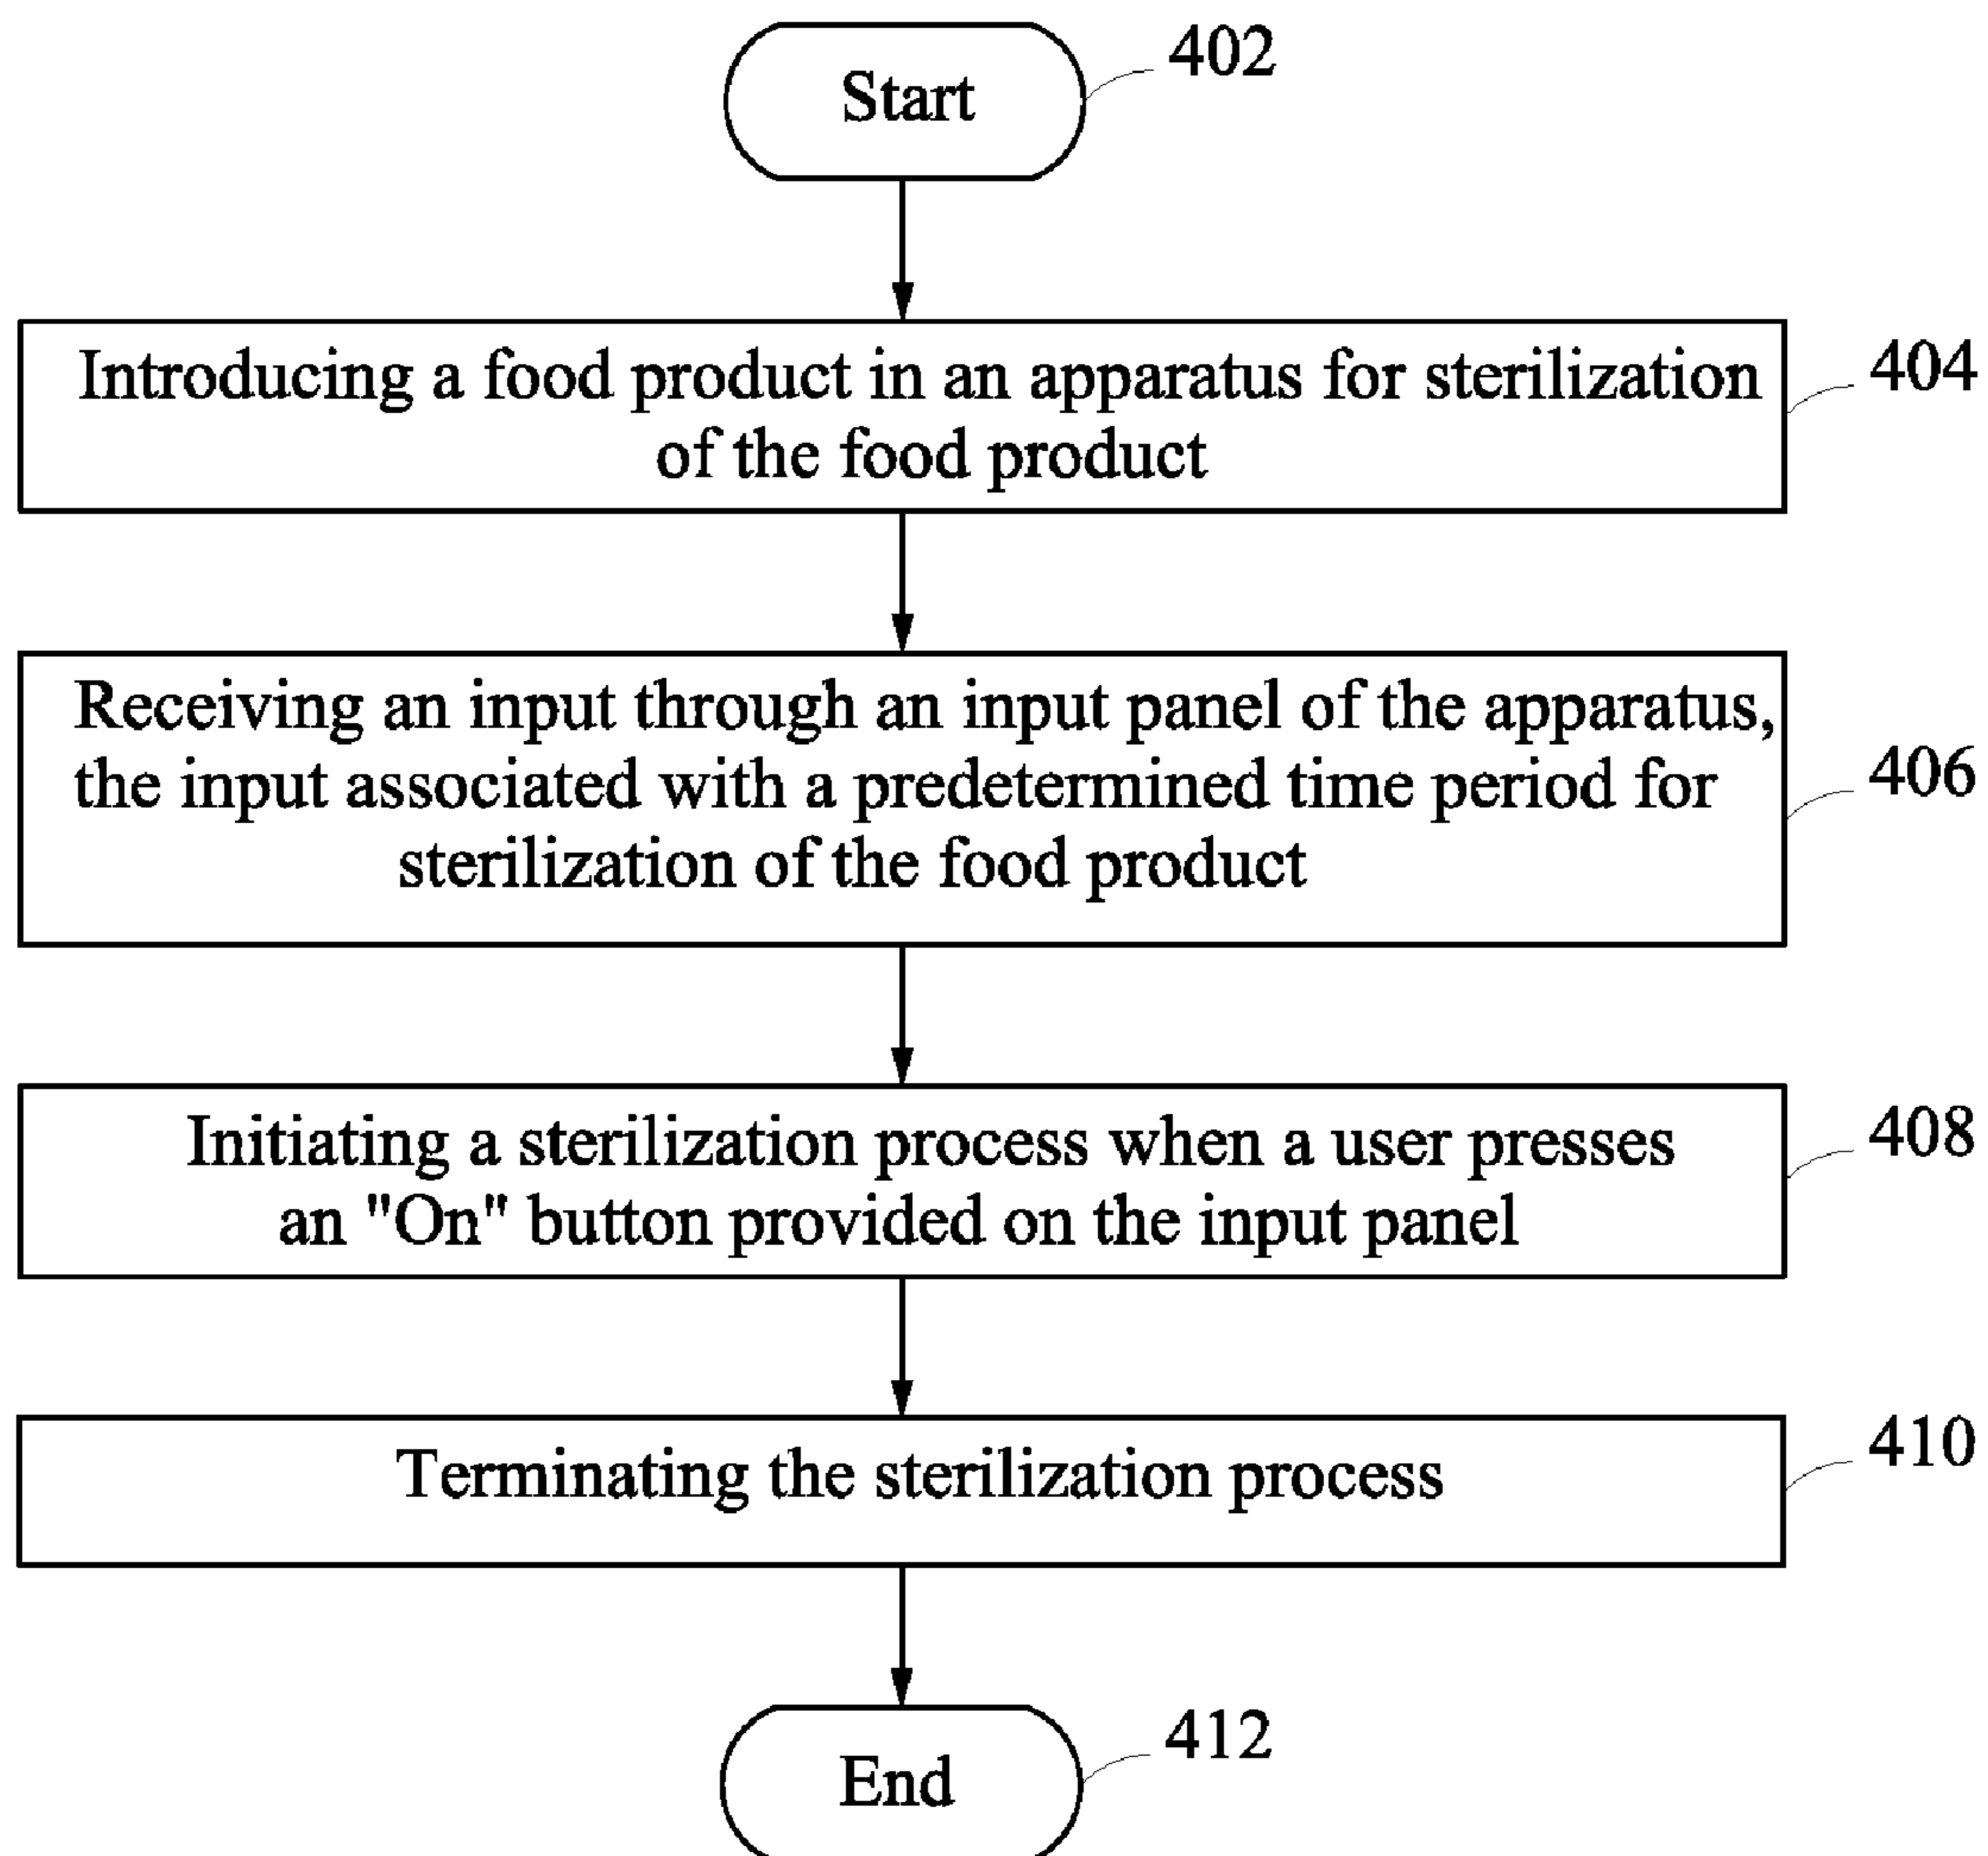 Start
402
Introducing a food product in an apparatus for sterilization
of the food product
404
Receiving an input through an input panel of the apparatus,
the input associated with a predetermined time period for
sterilization of the food product
406
Initiating a sterilization process when a user presses
an "On" button provided on the input panel
408
Terminating the sterilization process
410
End
412